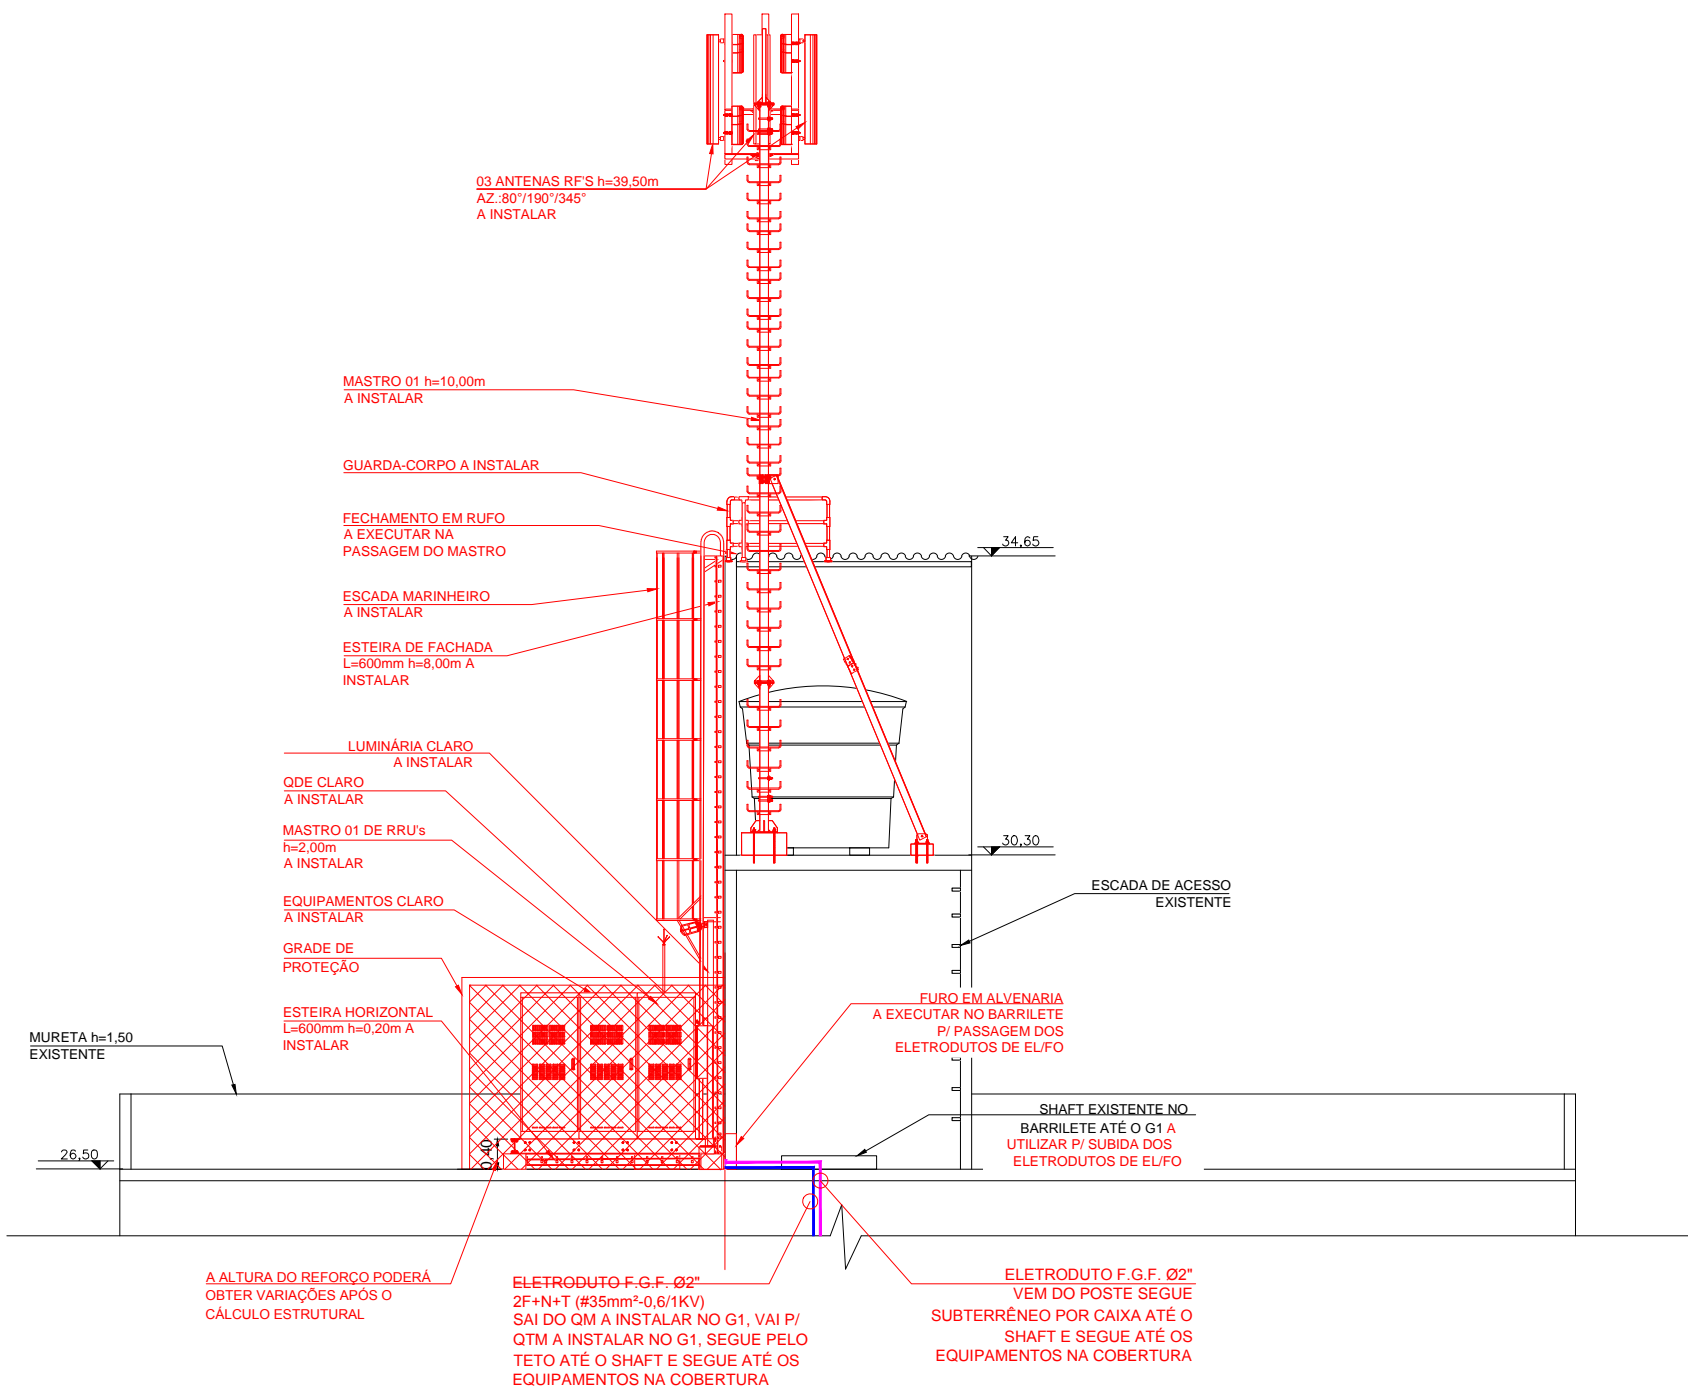 03 ANTENAS RF'S h=39,50m
AZ.:80°/190°/345°
A INSTALAR
MASTRO 01 h=10,00m
A INSTALAR
GUARDA-CORPO A INSTALAR
FECHAMENTO EM RUFO
A EXECUTAR NA
PASSAGEM DO MASTRO
34,65
ESCADA MARINHEIRO
A INSTALAR
ESTEIRA DE FACHADA
L=600mm h=8,00m A
INSTALAR
LUMINÁRIA CLARO
A INSTALAR
QDE CLARO
A INSTALAR
MASTRO 01 DE RRU's
h=2,00m
A INSTALAR
30,30
ESCADA DE ACESSO
EXISTENTE
EQUIPAMENTOS CLARO
A INSTALAR
GRADE DE
PROTEÇÃO
ESTEIRA HORIZONTAL
L=600mm h=0,20m A
INSTALAR
FURO EM ALVENARIA
A EXECUTAR NO BARRILETE
P/ PASSAGEM DOS
ELETRODUTOS DE EL/FO
MURETA h=1,50
EXISTENTE
SHAFT EXISTENTE NO
BARRILETE ATÉ O G1 A
UTILIZAR P/ SUBIDA DOS
ELETRODUTOS DE EL/FO
26,50
0,40
A ALTURA DO REFORÇO PODERÁ
OBTER VARIAÇÕES APÓS O
CÁLCULO ESTRUTURAL
ELETRODUTO F.G.F. Ø2"
2F+N+T (#35mm²-0,6/1KV)
SAI DO QM A INSTALAR NO G1, VAI P/
QTM A INSTALAR NO G1, SEGUE PELO
TETO ATÉ O SHAFT E SEGUE ATÉ OS
EQUIPAMENTOS NA COBERTURA
ELETRODUTO F.G.F. Ø2"
VEM DO POSTE SEGUE
SUBTERRÊNEO POR CAIXA ATÉ O
SHAFT E SEGUE ATÉ OS
EQUIPAMENTOS NA COBERTURA